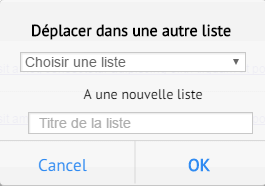 Déplacer dans une autre liste
Choisir une liste
A une nouvelle liste
Titre de la liste
Cancel OK